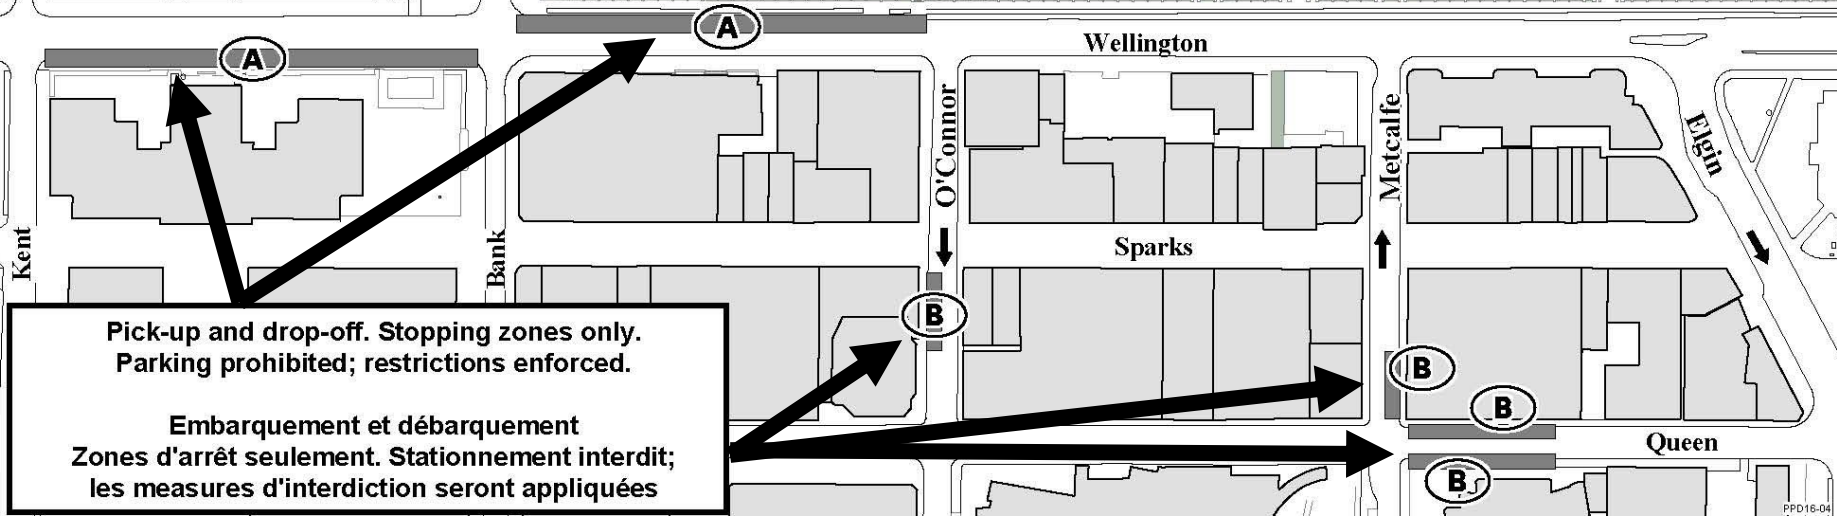 A
A
Wellington
O'Connor
Metcalfe
Elgin
Kent
Bank
Sparks
B
Pick-up and drop-off. Stopping zones only.
Parking prohibited; restrictions enforced.
Embarquement et débarquement
Zones d'arrêt seulement. Stationnement interdit;
les measures d'interdiction seront appliquées
B
B
Queen
B
PPD16-04